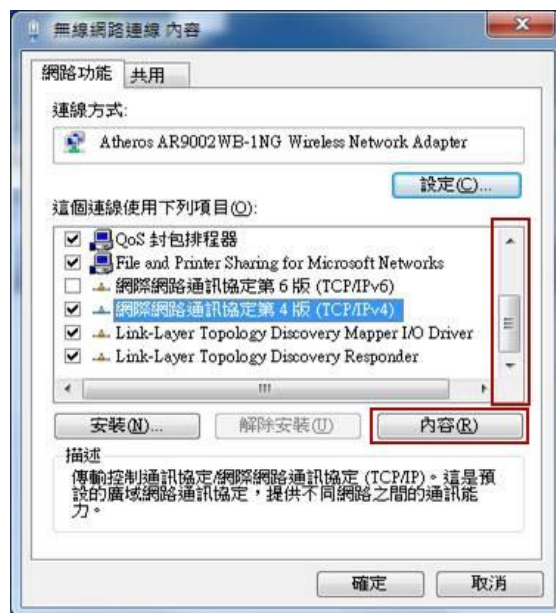 無線網路連線 內容
網路功能 共用
連線方式:
Atheros AR9002WB-1NG Wireless Network Adapter
設定(C)...
這個連線使用下列項目(O):
QoS 封包排程器
File and Printer Sharing for Microsoft Networks
網際網路通訊協定第 6 版 (TCP/IPv6)
網際網路通訊協定第 4 版 (TCP/IPv4)
Link-Layer Topology Discovery Mapper I/O Driver
Link-Layer Topology Discovery Responder
安裝(N)... 解除安裝(U) 內容(R)
描述
傳輸控制通訊協定/網際網路通訊協定 (TCP/IP)。這是預
設的廣域網路通訊協定，提供不同網路之間的通訊能
力。
確定 取消